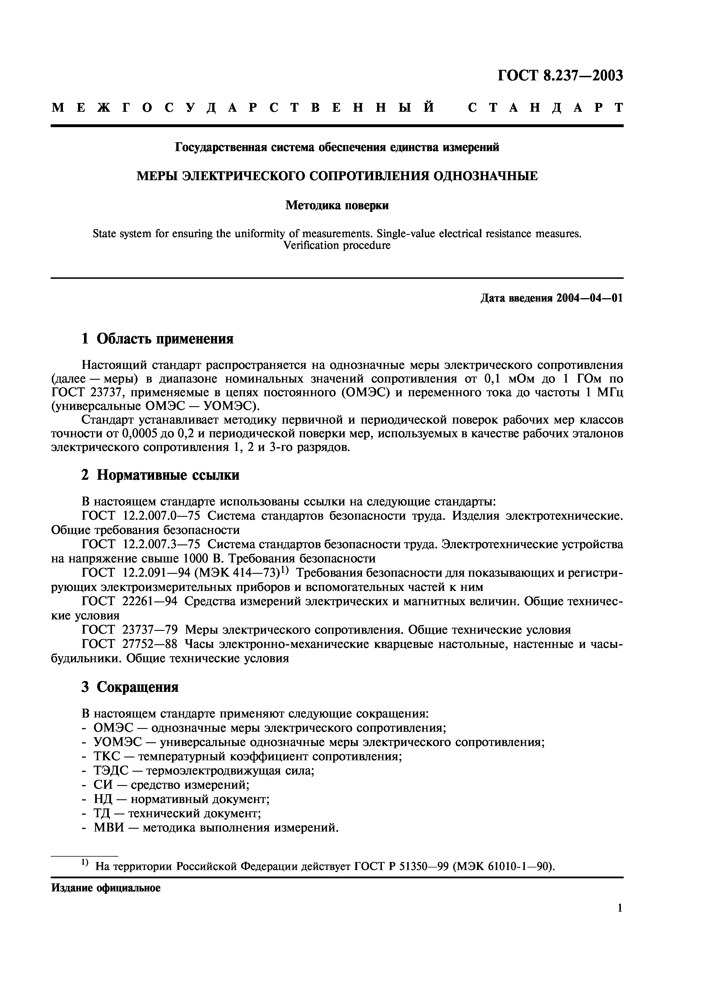 ГОСТ 8.237—2003
МЕЖГОСУДАРСТВЕННЫЙ СТАНДАРТ
Государственная система обеспечения единства измерений
МЕРЫ ЭЛЕКТРИЧЕСКОГО СОПРОТИВЛЕНИЯ ОДНОЗНАЧНЫЕ
Методика поверки
State system for ensuring the uniformity of measurements. Single-value electrical resistance measures.
Verification procedure
Дата введения 2004—04—01
1 Область применения
Настоящий стандарт распространяется на однозначные меры электрического сопротивления
(далее — меры) в диапазоне номинальных значений сопротивления от 0,1 мОм до 1 ГОм по
ГОСТ 23737, применяемые в цепях постоянного (ОМЭС) и переменного тока до частоты 1 МГц
(универсальные ОМЭС — УОМЭС).
Стандарт устанавливает методику первичной и периодической поверок рабочих мер классов
точности от 0,0005 до 0,2 и периодической поверки мер, используемых в качестве рабочих эталонов
электрического сопротивления 1, 2 и 3-го разрядов.
2 Нормативные ссылки
В настоящем стандарте использованы ссылки на следующие стандарты:
ГОСТ 12.2.007.0—75 Система стандартов безопасности труда. Изделия электротехнические.
Общие требования безопасности
ГОСТ 12.2.007.3—75 Система стандартов безопасности труда. Электротехнические устройства
на напряжение свыше 1000 В. Требования безопасности
ГОСТ 12.2.091—94 (МЭК 414—73)1) Требования безопасности для показывающих и регистри-
рующих электроизмерительных приборов и вспомогательных частей к ним
ГОСТ 22261—94 Средства измерений электрических и магнитных величин. Общие техничес-
кие условия
ГОСТ 23737—79 Меры электрического сопротивления. Общие технические условия
ГОСТ 27752—88 Часы электронно-механические кварцевые настольные, настенные и часы-
будильники. Общие технические условия
3 Сокращения
В настоящем стандарте применяют следующие сокращения:
- ОМЭС — однозначные меры электрического сопротивления;
- УОМЭС — универсальные однозначные меры электрического сопротивления;
- ТКС — температурный коэффициент сопротивления;
- ТЭДС — термоэлектродвижущая сила;
- СИ — средство измерений;
- НД — нормативный документ;
- ТД — технический документ;
- МВИ — методика выполнения измерений.
1) На территории Российской Федерации действует ГОСТ Р 51350—99 (МЭК 61010-1—90).
Издание официальное
1